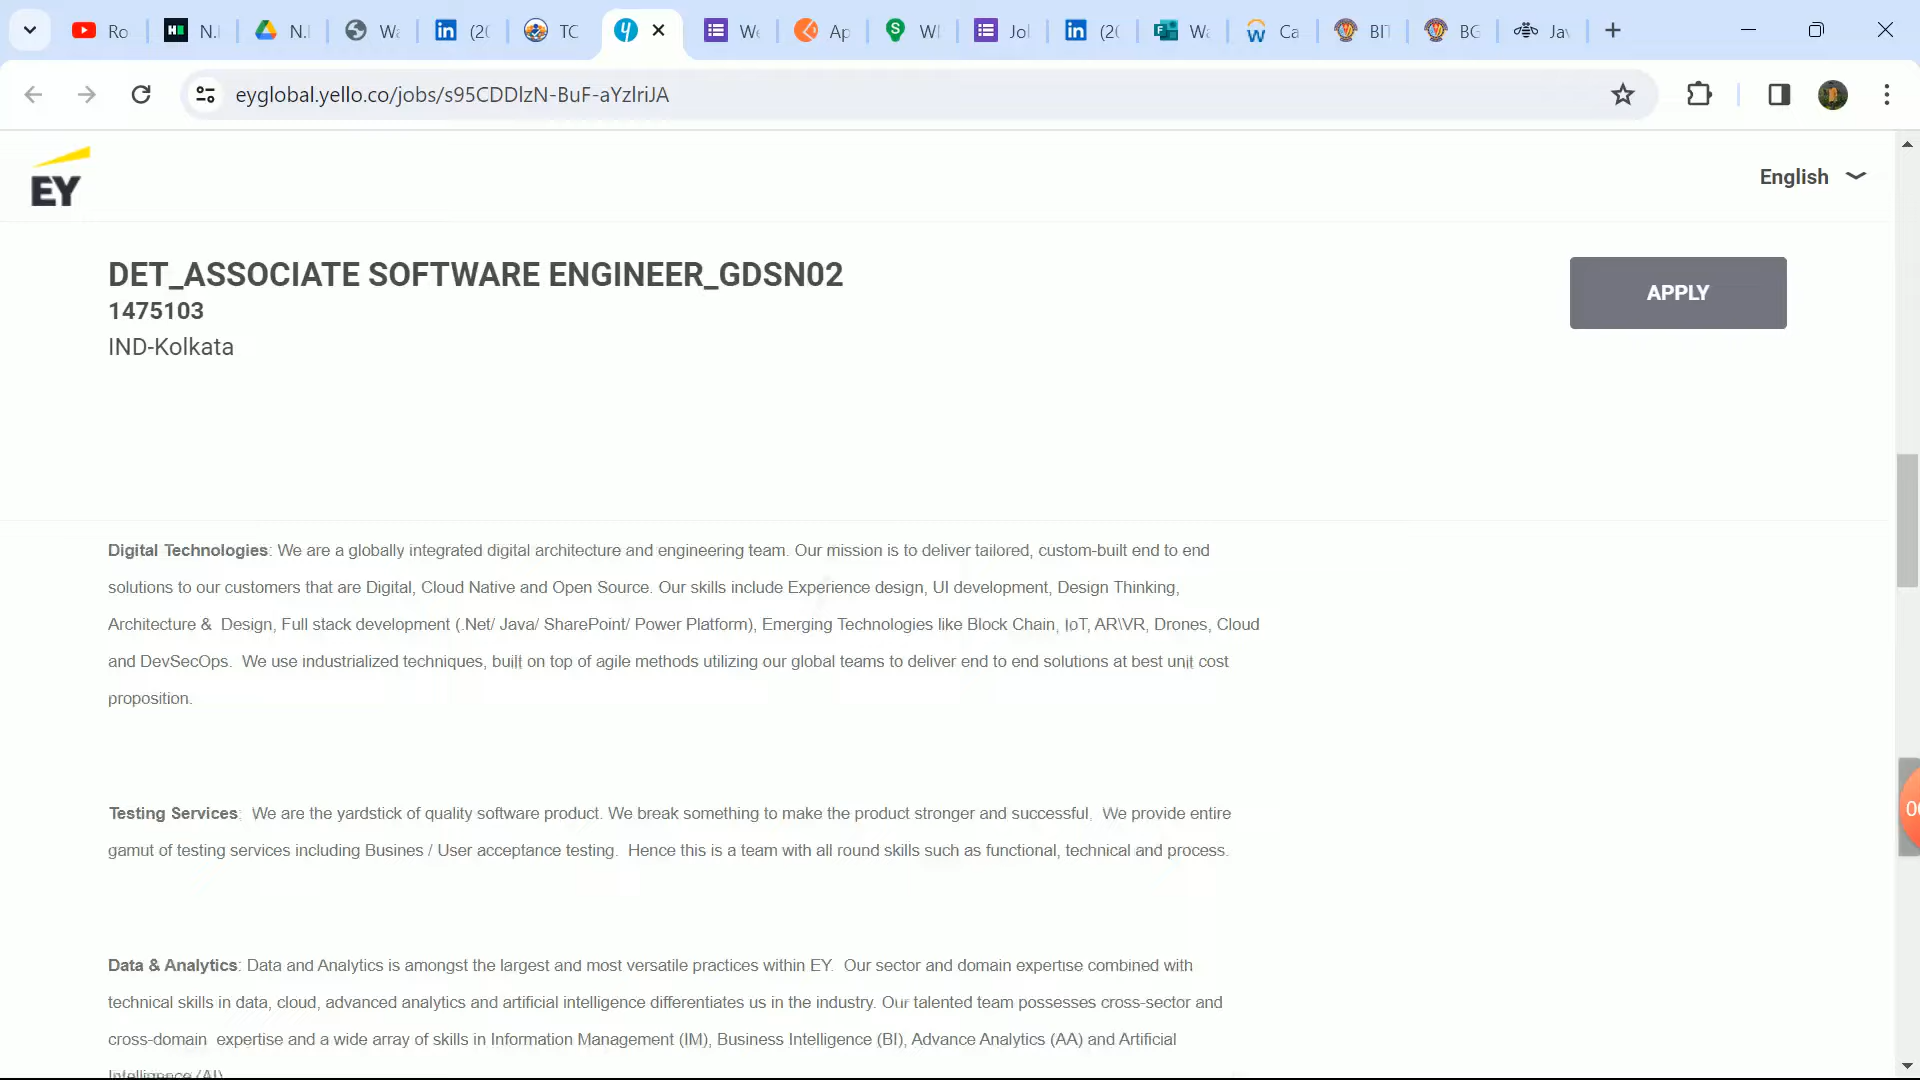 Ro
N.
N.
Wa
(20
TC
We
Ap
WI
Jol
(20
Wa
Ca
BIT
BG
Jav
eyglobal.yello.co/jobs/s95CDDlzN-BuF-aYzlriJA
EY
English
DET_ASSOCIATE SOFTWARE ENGINEER_GDSN02
1475103
IND-Kolkata
APPLY
Digital Technologies: We are a globally integrated digital architecture and engineering team. Our mission is to deliver tailored, custom-built end to end
solutions to our customers that are Digital, Cloud Native and Open Source. Our skills include Experience design, UI development, Design Thinking,
Architecture & Design, Full stack development (.Net/ Java/ SharePoint/ Power Platform), Emerging Technologies like Block Chain, IoT, AR\VR, Drones, Cloud
and DevSecOps. We use industrialized techniques, built on top of agile methods utilizing our global teams to deliver end to end solutions at best unit cost
proposition.
Testing Services: We are the yardstick of quality software product. We break something to make the product stronger and successful. We provide entire
gamut of testing services including Busines / User acceptance testing. Hence this is a team with all round skills such as functional, technical and process.
Data & Analytics: Data and Analytics is amongst the largest and most versatile practices within EY. Our sector and domain expertise combined with
technical skills in data, cloud, advanced analytics and artificial intelligence differentiates us in the industry. Our talented team possesses cross-sector and
cross-domain expertise and a wide array of skills in Information Management (IM), Business Intelligence (BI), Advance Analytics (AA) and Artificial
Intelligence (AI)